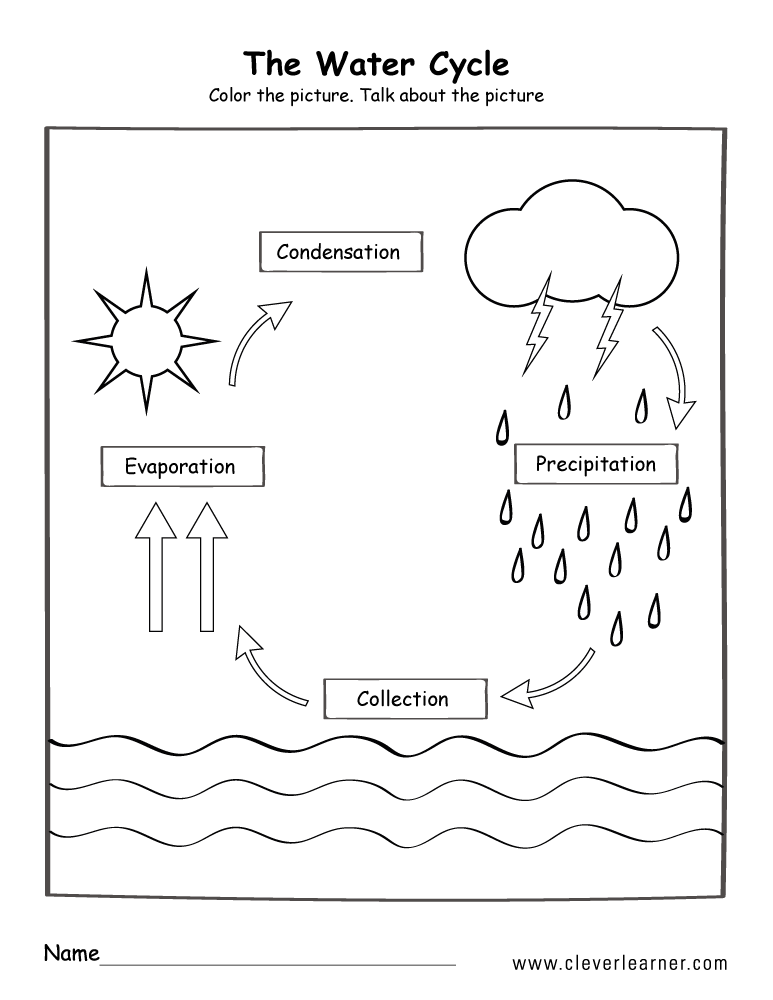 The Water Cycle
Color the picture. Talk about the picture
Condensation
Evaporation
Precipitation
Collection
Name
www.cleverlearner.com